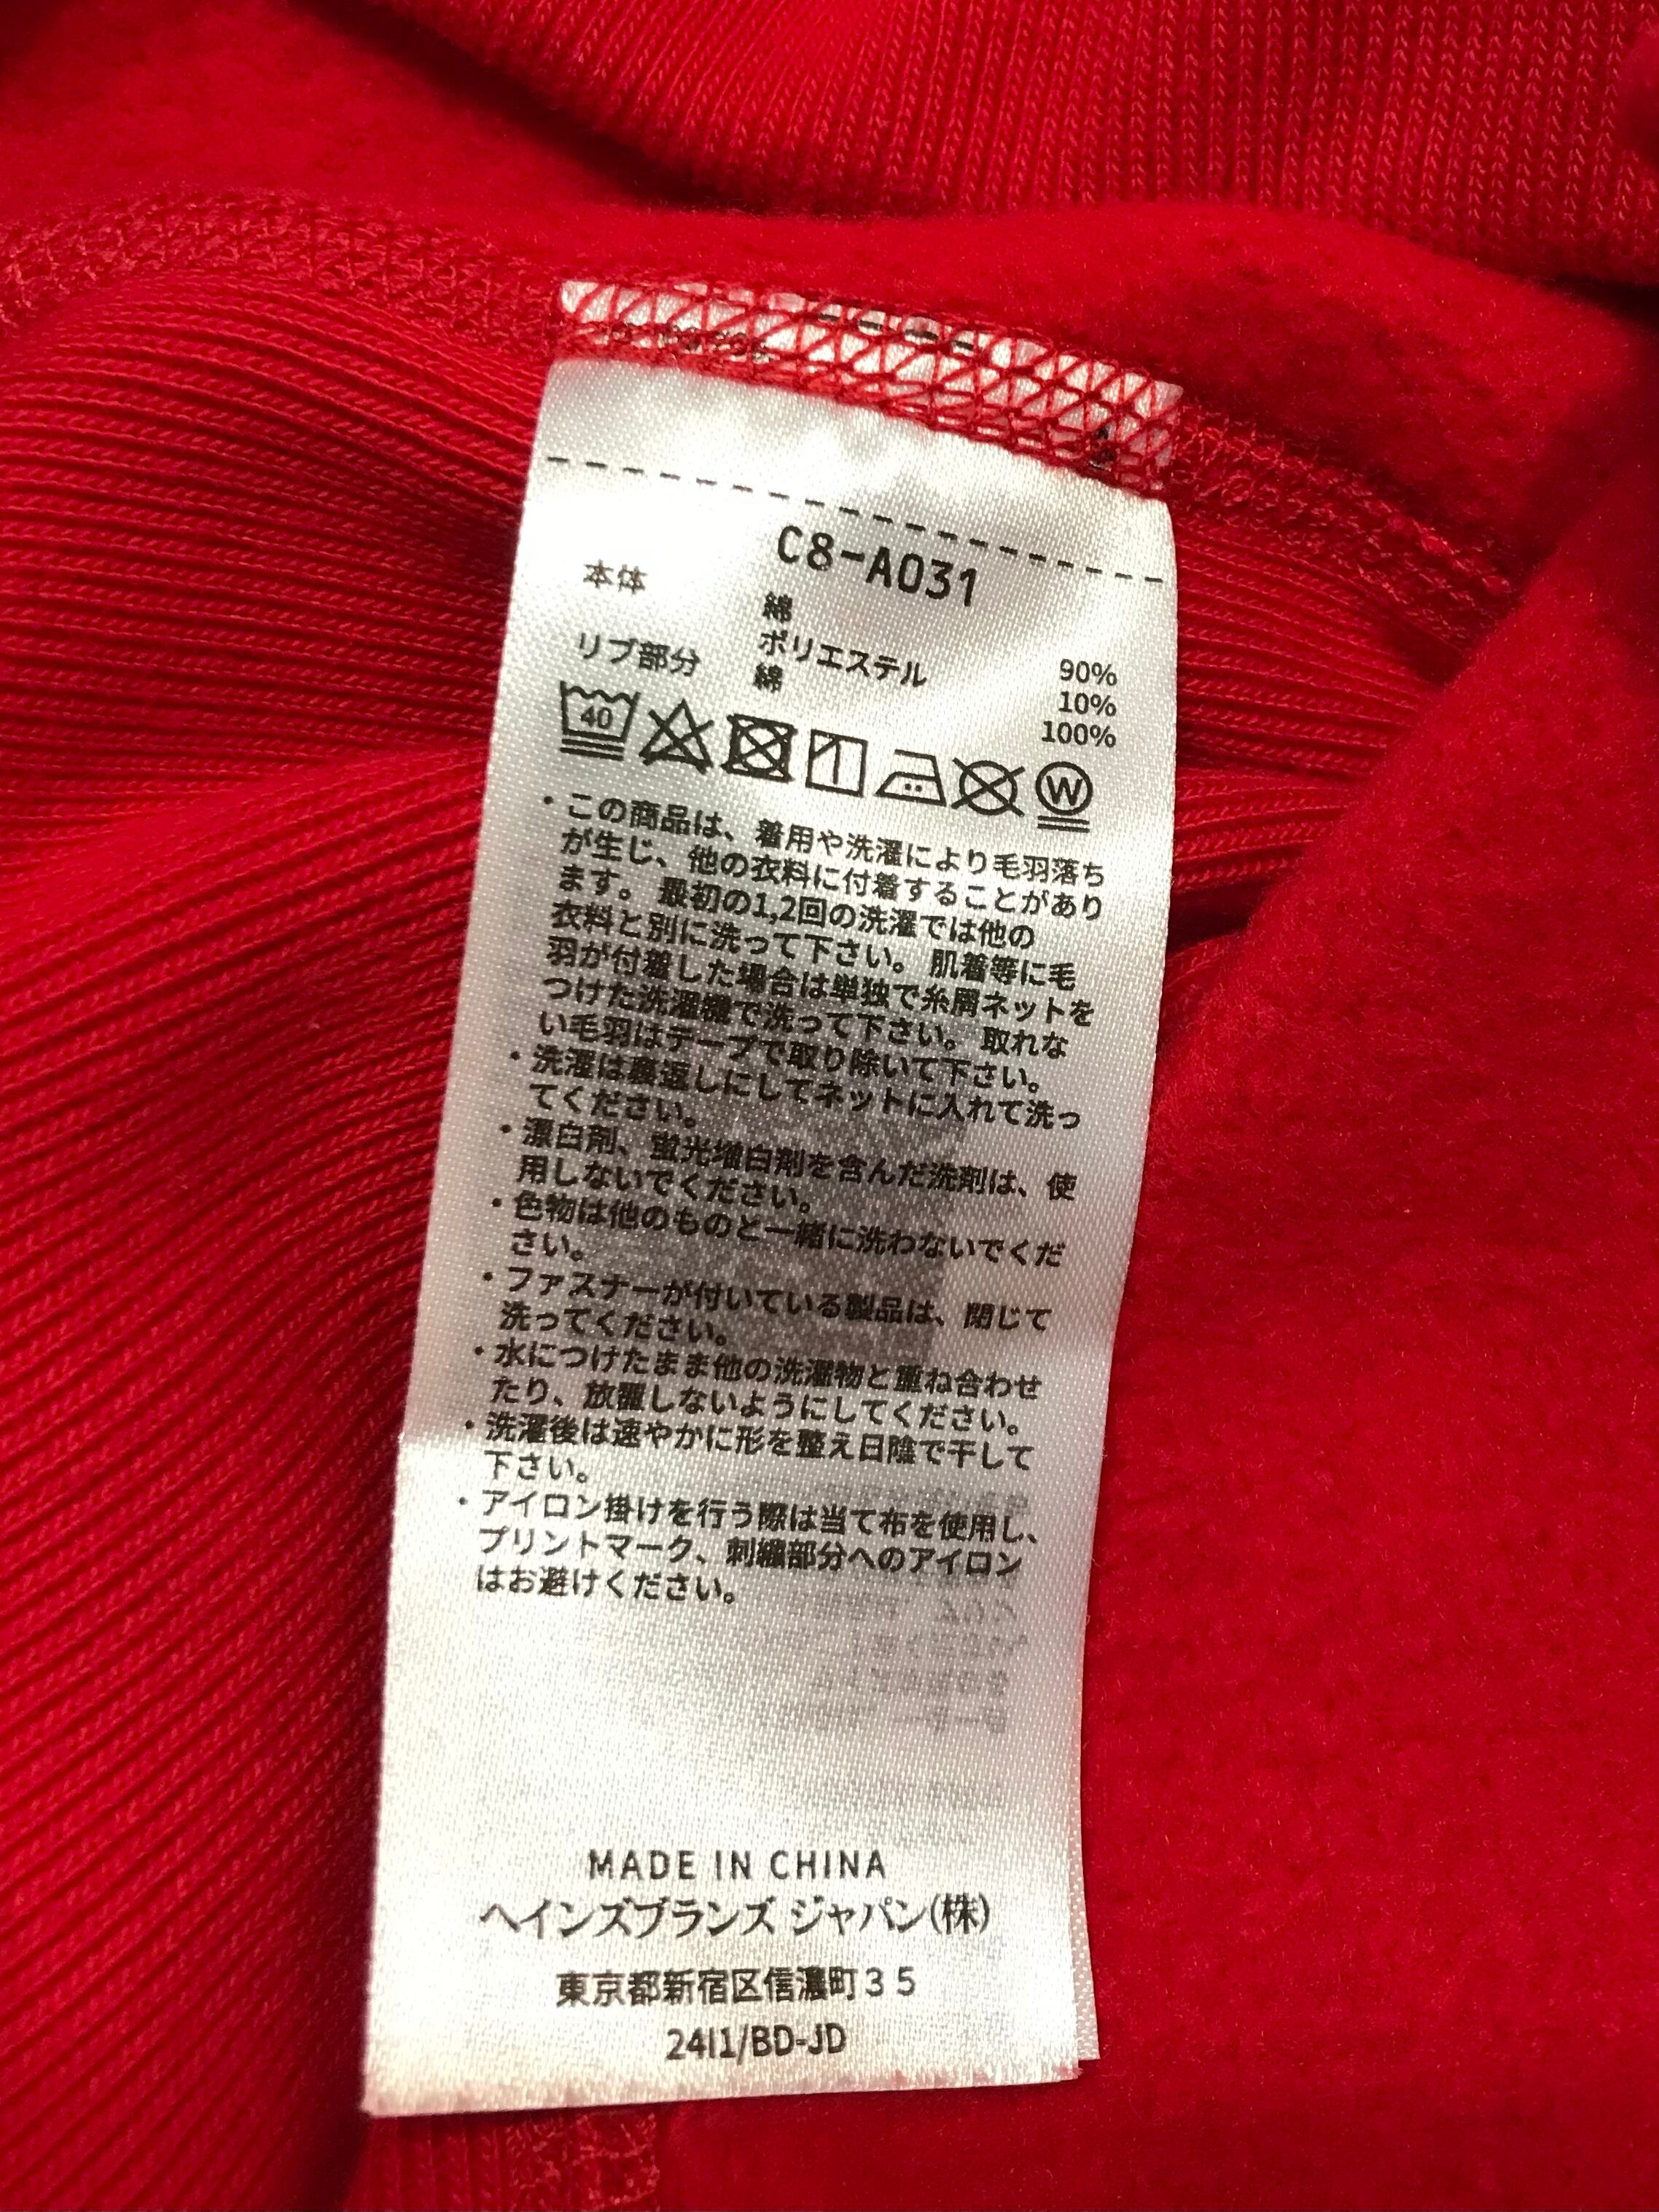 C8-A031
本体 綿 90%
ポリエステル 10%
リブ部分 綿 100%
40
W
・この商品は、着用や洗濯により毛羽落ち
が生じ、他の衣料に付着することがあり
ます。最初の1,2回の洗濯では他の
衣料と別に洗って下さい。肌着等に毛
羽が付着した場合は単独で糸屑ネットを
つけた洗濯機で洗って下さい。取れな
い毛羽はテープで取り除いて下さい。
・洗濯は裏返しにしてネットに入れて洗っ
てください。
・漂白剤、蛍光増白剤を含んだ洗剤は、使
用しないでください。
・色物は他のものと一緒に洗わないでくだ
さい。
・ファスナーが付いている製品は、閉じて
洗ってください。
・水につけたまま他の洗濯物と重ね合わせ
たり、放置しないようにしてください。
・洗濯後は速やかに形を整え日陰で干して
下さい。
・アイロン掛けを行う際は当て布を使用し、
プリントマーク、刺繍部分へのアイロン
はお避けください。
MADE IN CHINA
ヘインズブランズ ジャパン(株)
東京都新宿区信濃町35
24I1/BD-JD